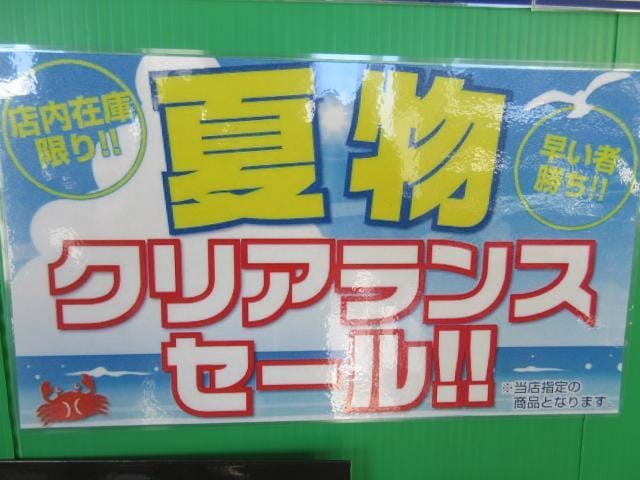 店内在庫
限り!!
夏物
早い者
勝ち!!
クリアランス
セール!!
※当店指定の
商品となります。